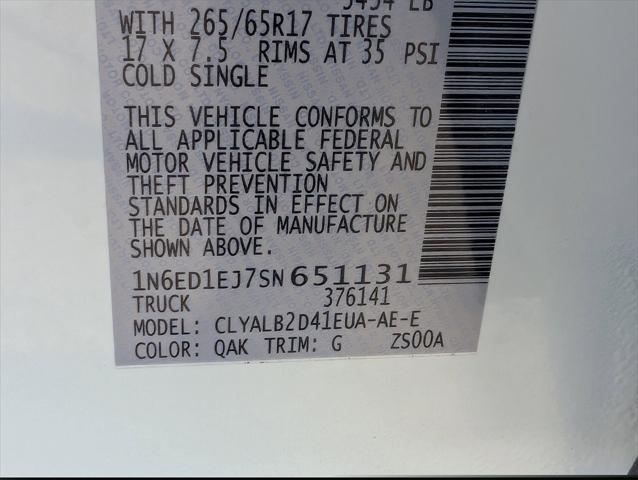 5454 LB
WITH 265/65R17 TIRES
17 X 7.5 RIMS AT 35 PSI
COLD SINGLE
THIS VEHICLE CONFORMS TO
ALL APPLICABLE FEDERAL
MOTOR VEHICLE SAFETY AND
THEFT PREVENTION
STANDARDS IN EFFECT ON
THE DATE OF MANUFACTURE
SHOWN ABOVE.
1N6ED1EJ7SN651131
TRUCK 376141
MODEL: CLYALB2D41EUA-AE-E
COLOR: QAK TRIM: G ZS00A